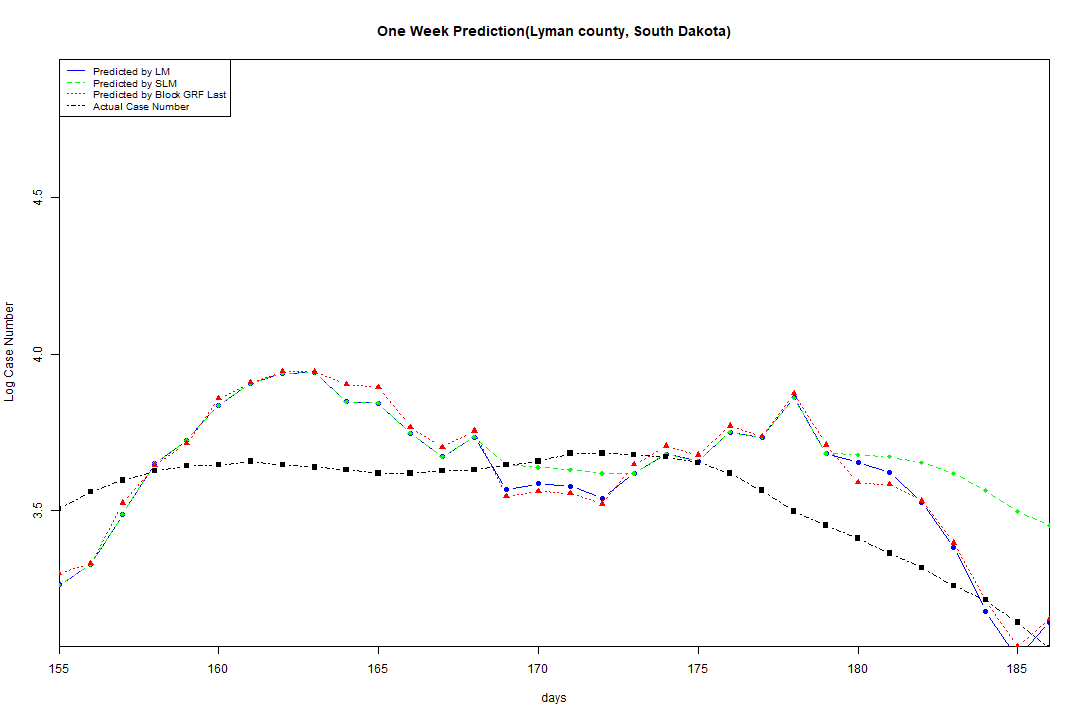 One Week Prediction(Lyman county, South Dakota)
Predicted by LM
Predicted by SLM
Predicted by Block GRF Last
Actual Case Number
4.5
4.0
3.5
Log Case Number
155 160 165 170 175 180 185
days